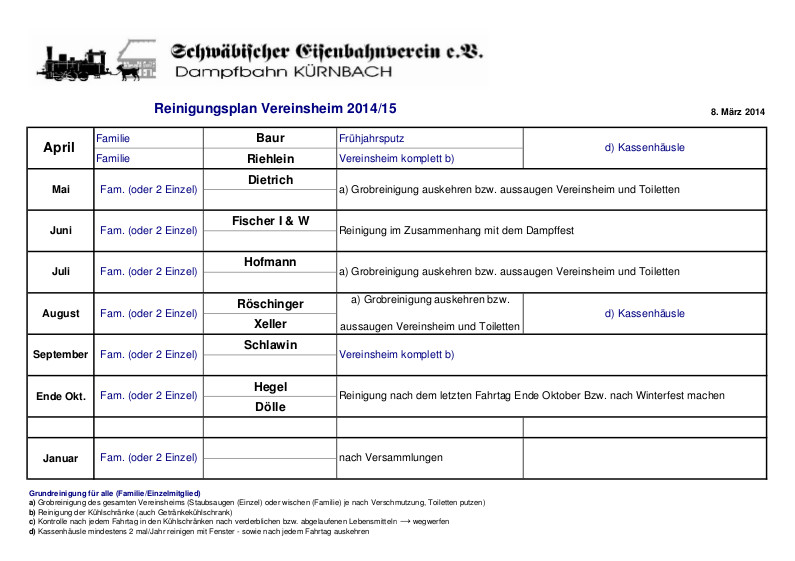 Schwäbischer Eisenbahnverein e.V.
Dampfbahn KÜRNBACH
Reinigungsplan Vereinsheim 2014/15
8. März 2014
April
Familie
Baur
Frühjahrsputz
d) Kassenhäusle
Familie
Riehlein
Vereinsheim komplett b)
Mai
Fam. (oder 2 Einzel)
Dietrich
a) Grobreinigung auskehren bzw. aussaugen Vereinsheim und Toiletten
Juni
Fam. (oder 2 Einzel)
Fischer I & W
Reinigung im Zusammenhang mit dem Dampffest
Juli
Fam. (oder 2 Einzel)
Hofmann
a) Grobreinigung auskehren bzw. aussaugen Vereinsheim und Toiletten
August
Fam. (oder 2 Einzel)
Röschinger
Xeller
a) Grobreinigung auskehren bzw.
aussaugen Vereinsheim und Toiletten
d) Kassenhäusle
September
Fam. (oder 2 Einzel)
Schlawin
Vereinsheim komplett b)
Ende Okt.
Fam. (oder 2 Einzel)
Hegel
Dölle
Reinigung nach dem letzten Fahrtag Ende Oktober Bzw. nach Winterfest machen
Januar
Fam. (oder 2 Einzel)
nach Versammlungen
Grundreinigung für alle (Familie/Einzelmitglied)
a) Grobreinigung des gesamten Vereinsheims (Staubsaugen (Einzel) oder wischen (Familie) je nach Verschmutzung, Toiletten putzen)
b) Reinigung der Kühlschränke (auch Getränkekühlschrank)
c) Kontrolle nach jedem Fahrtag in den Kühlschränken nach verderblichen bzw. abgelaufenen Lebensmitteln → wegwerfen
d) Kassenhäusle mindestens 2 mal/Jahr reinigen mit Fenster - sowie nach jedem Fahrtag auskehren